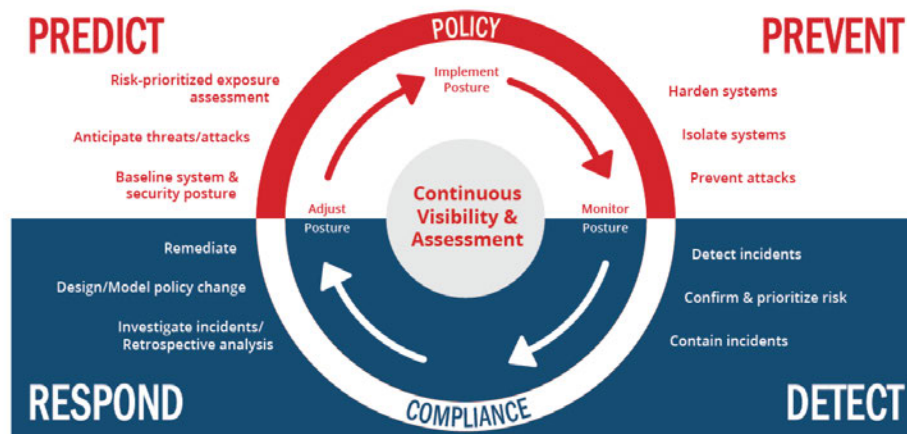 PREDICT
POLICY
PREVENT
Risk-prioritized exposure
assessment
Anticipate threats/attacks
Baseline system &
security posture
Implement
Posture
Harden systems
Isolate systems
Prevent attacks
Adjust
Posture
Continuous
Visibility &
Assessment
Monitor
Posture
Remediate
Design/Model policy change
Investigate incidents/
Retrospective analysis
Detect incidents
Confirm & prioritize risk
Contain incidents
RESPOND
COMPLIANCE
DETECT